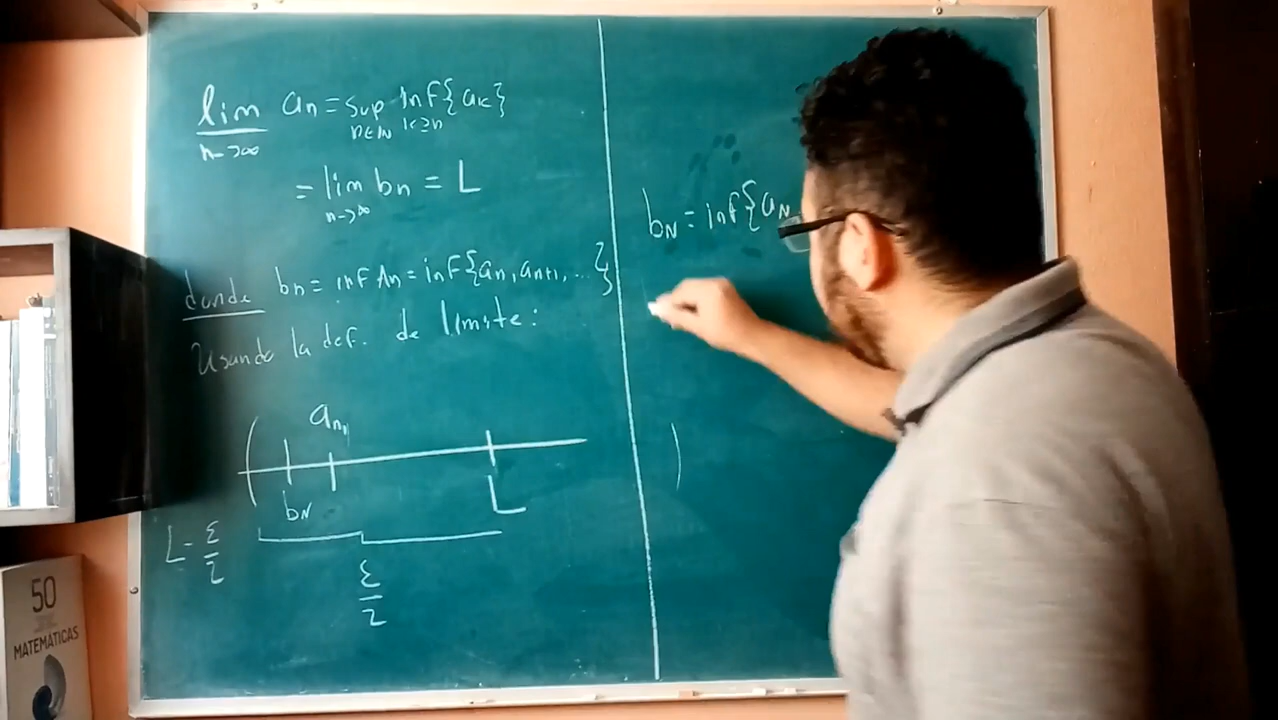 lim an = sup inf{ak}
n→∞ n∈ℕ k≥n
= lim bn = L
n→∞
donde bn = inf An = inf{an, an+1, ...}
Usando la def. de limite:
an₁
bN L
L - ε/2
ε/2
bN = inf{aN
50
MATEMÁTICAS